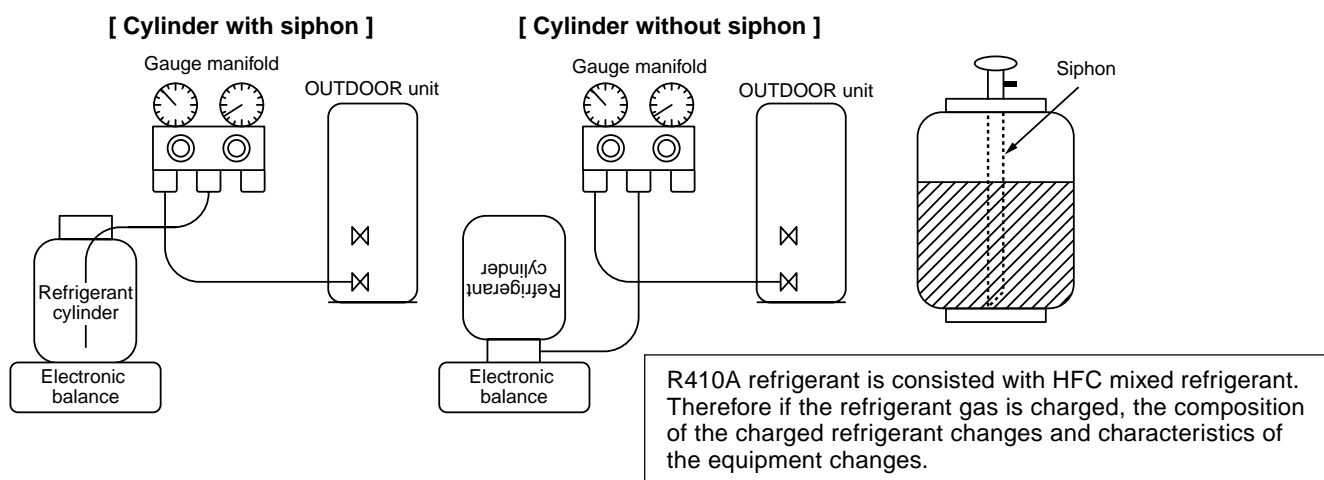 [ Cylinder with siphon ]
Gauge manifold
OUTDOOR unit
Refrigerant
cylinder
Electronic
balance
[ Cylinder without siphon ]
Gauge manifold
OUTDOOR unit
Refrigerant
cylinder
Electronic
balance
Siphon
R410A refrigerant is consisted with HFC mixed refrigerant.
Therefore if the refrigerant gas is charged, the composition
of the charged refrigerant changes and characteristics of
the equipment changes.